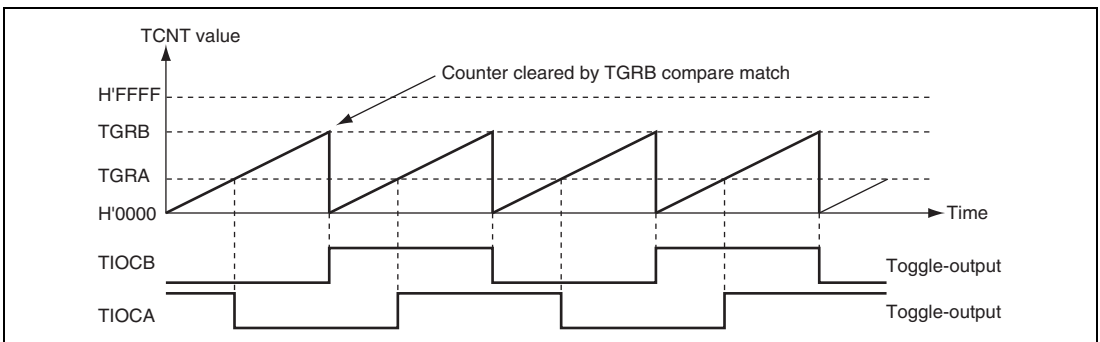 TCNT value
Counter cleared by TGRB compare match
H'FFFF
TGRB
TGRA
H'0000
Time
TIOCB
Toggle-output
TIOCA
Toggle-output